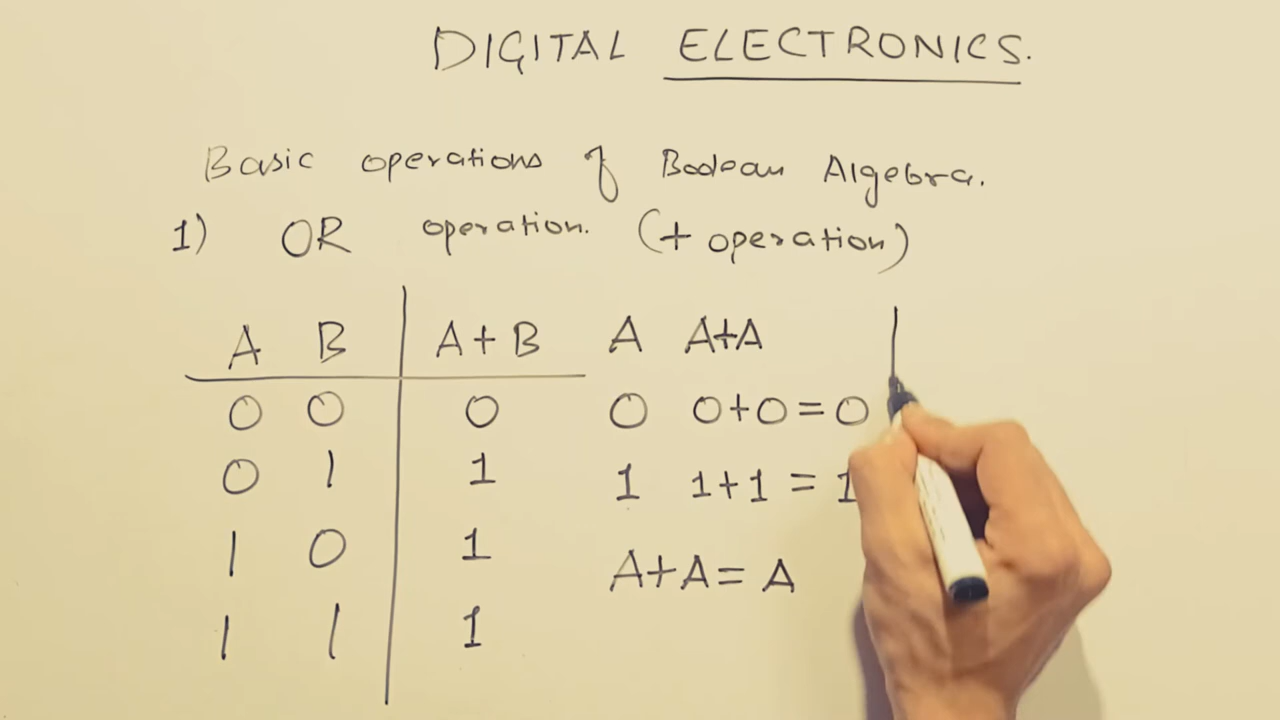 DIGITAL ELECTRONICS.
Basic operations of Boolean Algebra.
1) OR operation. (+ operation)
A B A+B A A+A
0 0 0 0 0+0=0
0 1 1 1 1+1=1
1 0 1 A+A=A
1 1 1